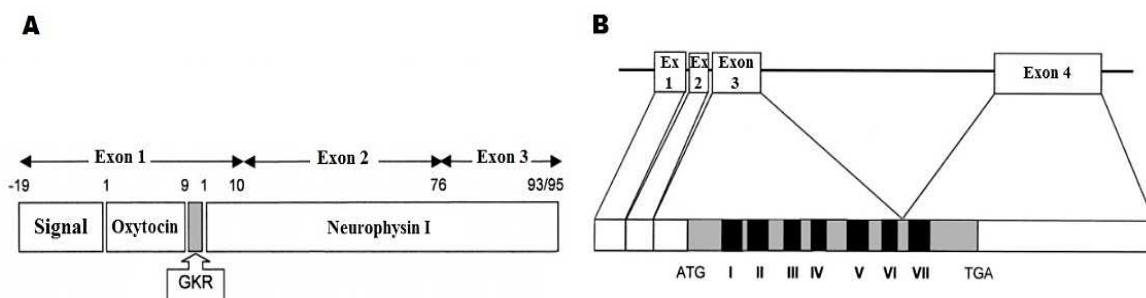 A
Exon 1 Exon 2 Exon 3
-19 1 9 1 10 76 93/95
Signal Oxytocin Neurophysin I
GKR
B
Ex 1
Ex 2
Exon 3
Exon 4
ATG I II III IV V VI VII TGA